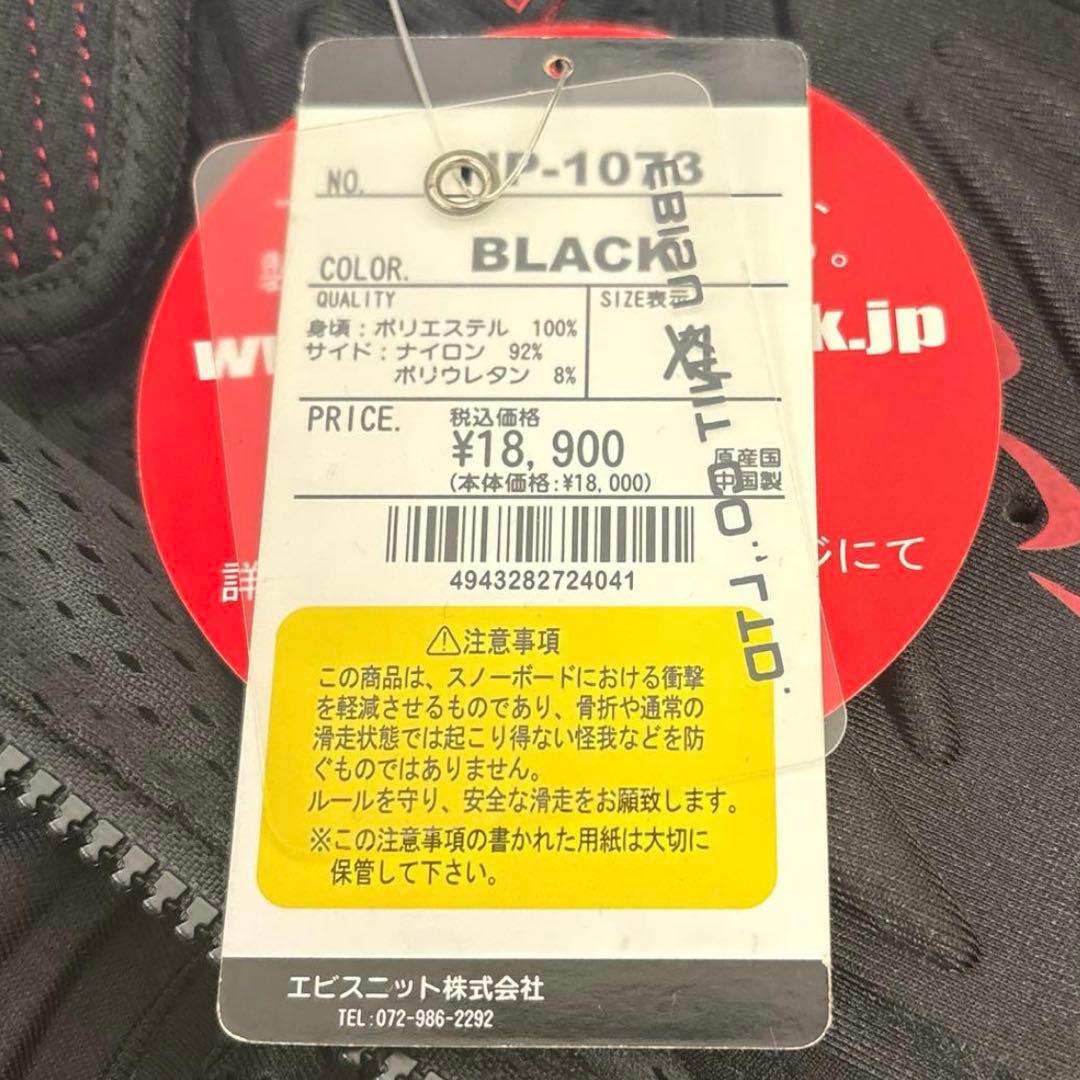 NO. P-1073
COLOR. BLACK
QUALITY
SIZE表示
身頃：ポリエステル 100%
サイド：ナイロン 92%
ポリウレタン 8%
PRICE. 税込価格
¥18,900
(本体価格:¥18,000)
原産国
中国製
4943282724041
⚠注意事項
この商品は、スノーボードにおける衝撃
を軽減させるものであり、骨折や通常の
滑走状態では起こり得ない怪我などを防
ぐものではありません。
ルールを守り、安全な滑走をお願致します。
※この注意事項の書かれた用紙は大切に
保管して下さい。
エビスニット株式会社
TEL:072-986-2292
EBISU KNIT CO.,LTD.
k.jp
詳
にて